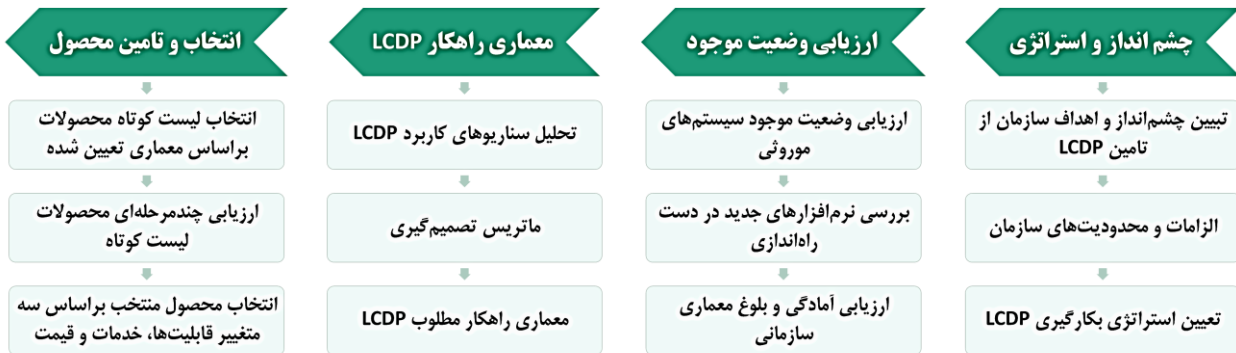 چشم انداز و استراتژی
تبیین چشم‌انداز و اهداف سازمان از
تامین LCDP
الزامات و محدودیت‌های سازمان
تعیین استراتژی بکارگیری LCDP
ارزیابی وضعیت موجود
ارزیابی وضعیت موجود سیستم‌های
موروثی
بررسی نرم‌افزارهای جدید در دست
راه‌اندازی
ارزیابی آمادگی و بلوغ معماری
سازمانی
معماری راهکار LCDP
تحلیل سناریوهای کاربرد LCDP
ماتریس تصمیم‌گیری
معماری راهکار مطلوب LCDP
انتخاب و تامین محصول
انتخاب لیست کوتاه محصولات
براساس معماری تعیین شده
ارزیابی چندمرحله‌ای محصولات
لیست کوتاه
انتخاب محصول منتخب براساس سه
متغییر قابلیت‌ها، خدمات و قیمت